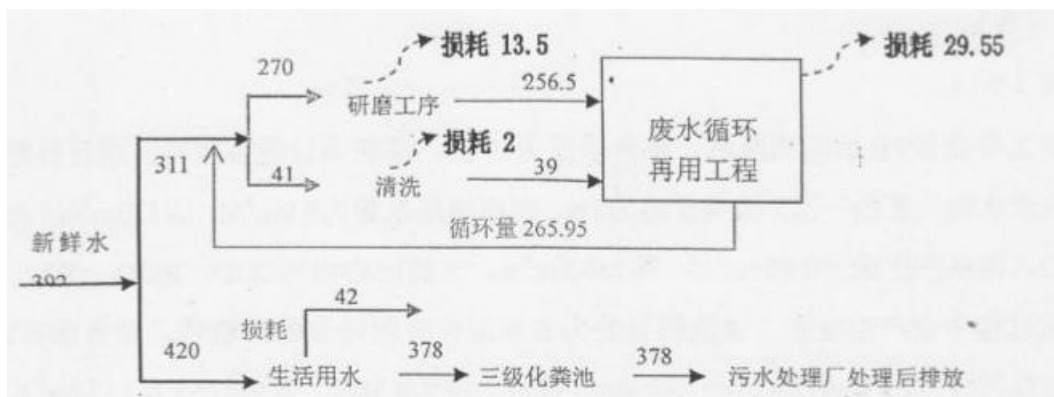 损耗 13.5
损耗 29.55
270
256.5
研磨工序
废水循环
再用工程
损耗 2
311
41
清洗
39
循环量 265.95
新鲜水
42
损耗
420
378
378
生活用水
三级化粪池
污水处理厂处理后排放